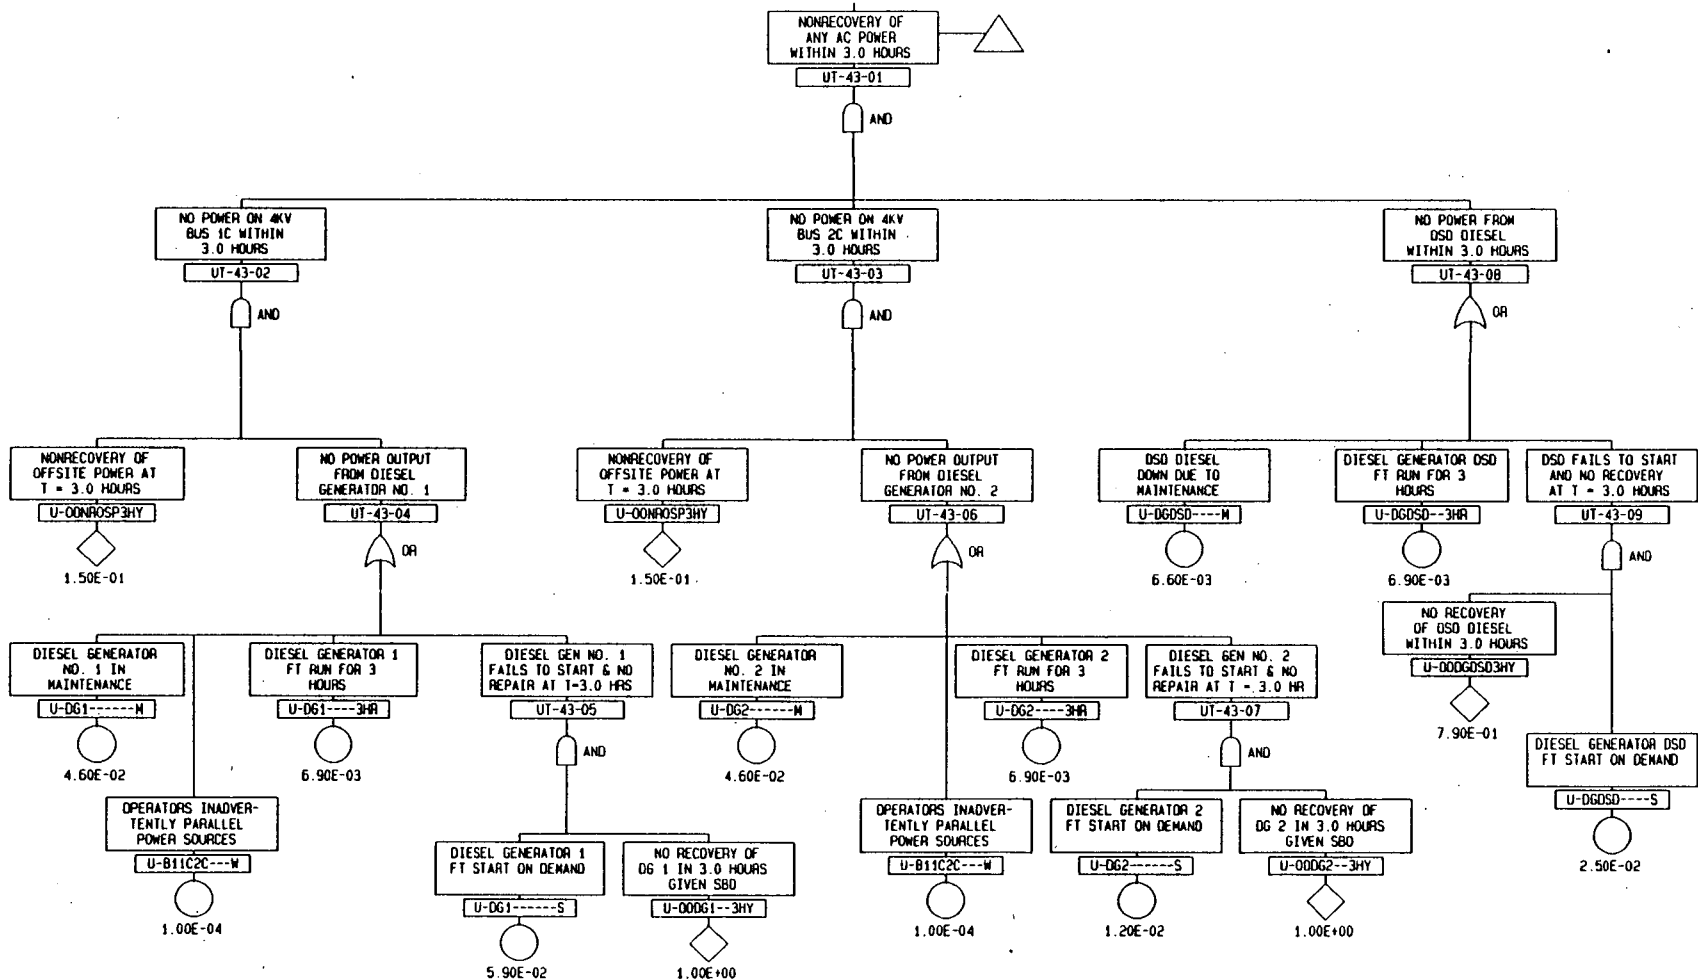 NONRECOVERY OF
ANY AC POWER
WITHIN 3.0 HOURS
UT-43-01
AND
NO POWER ON 4KV
BUS 1C WITHIN
3.0 HOURS
UT-43-02
AND
NO POWER ON 4KV
BUS 2C WITHIN
3.0 HOURS
UT-43-03
AND
NO POWER FROM
DSD DIESEL
WITHIN 3.0 HOURS
UT-43-08
OR
NONRECOVERY OF
OFFSITE POWER AT
T = 3.0 HOURS
U-OONROSP3HY
1.50E-01
NO POWER OUTPUT
FROM DIESEL
GENERATOR NO. 1
UT-43-04
OR
NONRECOVERY OF
OFFSITE POWER AT
T = 3.0 HOURS
U-OONROSP3HY
1.50E-01
NO POWER OUTPUT
FROM DIESEL
GENERATOR NO. 2
UT-43-06
OR
DSD DIESEL
DOWN DUE TO
MAINTENANCE
U-DGDSD----M
6.60E-03
DIESEL GENERATOR DSD
FT RUN FOR 3
HOURS
U-DGDSD--3HR
6.90E-03
DSD FAILS TO START
AND NO RECOVERY
AT T = 3.0 HOURS
UT-43-09
AND
NO RECOVERY
OF DSD DIESEL
WITHIN 3.0 HOURS
U-OODGDSD3HY
7.90E-01
DIESEL GENERATOR DSD
FT START ON DEMAND
U-DGDSD----S
2.50E-02
DIESEL GENERATOR
NO. 1 IN
MAINTENANCE
U-DG1------M
4.60E-02
OPERATORS INADVER-
TENTLY PARALLEL
POWER SOURCES
U-B11C2C---W
1.00E-04
DIESEL GENERATOR 1
FT RUN FOR 3
HOURS
U-DG1----3HR
6.90E-03
DIESEL GEN NO. 1
FAILS TO START & NO
REPAIR AT T=3.0 HRS
UT-43-05
AND
DIESEL GENERATOR 1
FT START ON DEMAND
U-DG1------S
5.90E-02
NO RECOVERY OF
DG 1 IN 3.0 HOURS
GIVEN SBO
U-OODG1--3HY
1.00E+00
DIESEL GENERATOR
NO. 2 IN
MAINTENANCE
U-DG2------M
4.60E-02
OPERATORS INADVER-
TENTLY PARALLEL
POWER SOURCES
U-B11C2C---W
1.00E-04
DIESEL GENERATOR 2
FT RUN FOR 3
HOURS
U-DG2----3HR
6.90E-03
DIESEL GEN NO. 2
FAILS TO START & NO
REPAIR AT T = 3.0 HR
UT-43-07
AND
DIESEL GENERATOR 2
FT START ON DEMAND
U-DG2------S
1.20E-02
NO RECOVERY OF
DG 2 IN 3.0 HOURS
GIVEN SBO
U-OODG2--3HY
1.00E+00